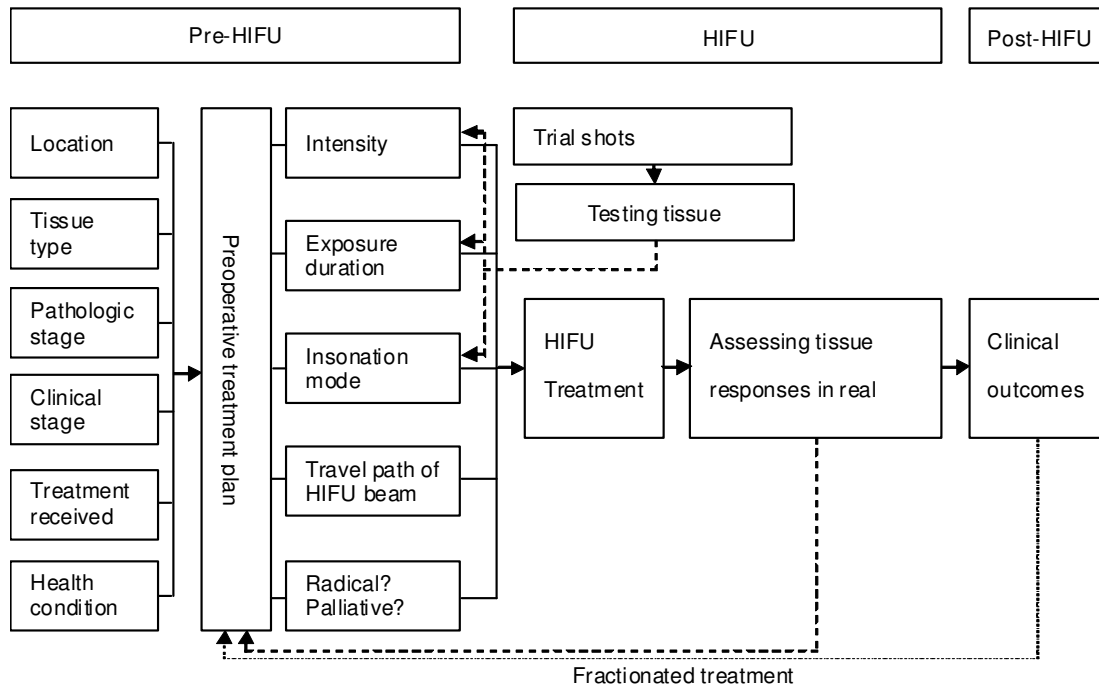 Pre-HIFU
HIFU
Post-HIFU
Location
Tissue
type
Pathologic
stage
Clinical
stage
Treatment
received
Health
condition
Preoperative treatment plan
Intensity
Exposure
duration
Insonation
mode
Travel path of
HIFU beam
Radical?
Palliative?
Trial shots
Testing tissue
HIFU
Treatment
Assessing tissue
responses in real
Clinical
outcomes
Fractionated treatment